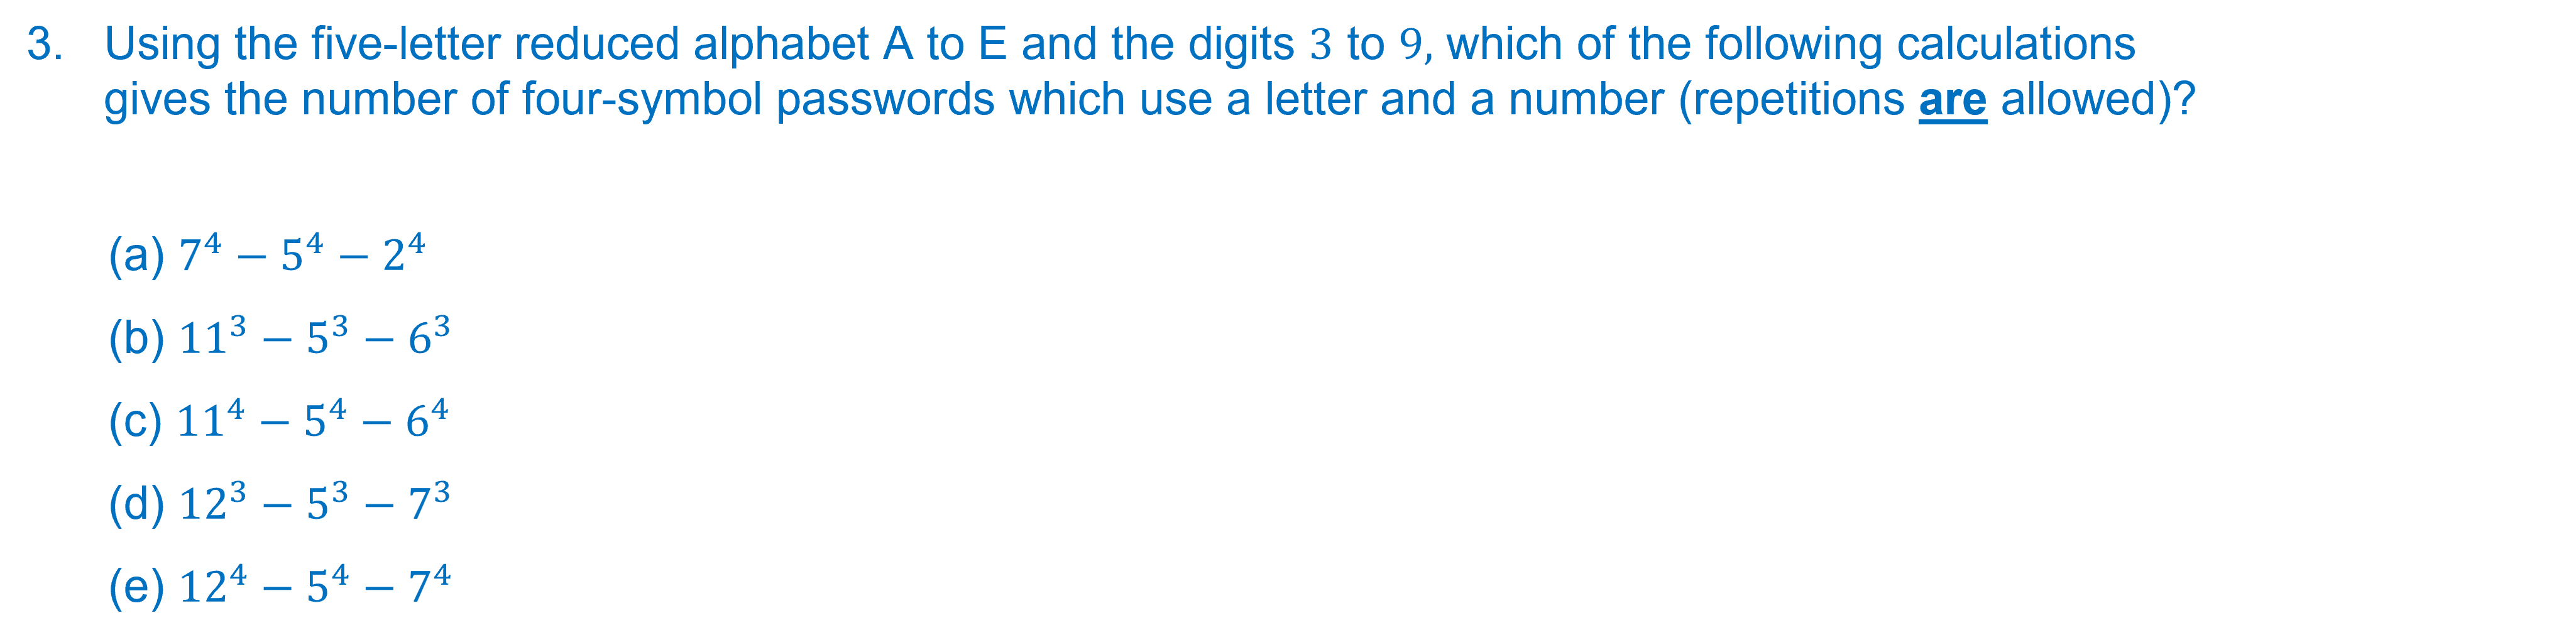 3. Using the five-letter reduced alphabet A to E and the digits 3 to 9, which of the following calculations
gives the number of four-symbol passwords which use a letter and a number (repetitions are allowed)?
(a) 7⁴ − 5⁴ − 2⁴
(b) 11³ − 5³ − 6³
(c) 11⁴ − 5⁴ − 6⁴
(d) 12³ − 5³ − 7³
(e) 12⁴ − 5⁴ − 7⁴